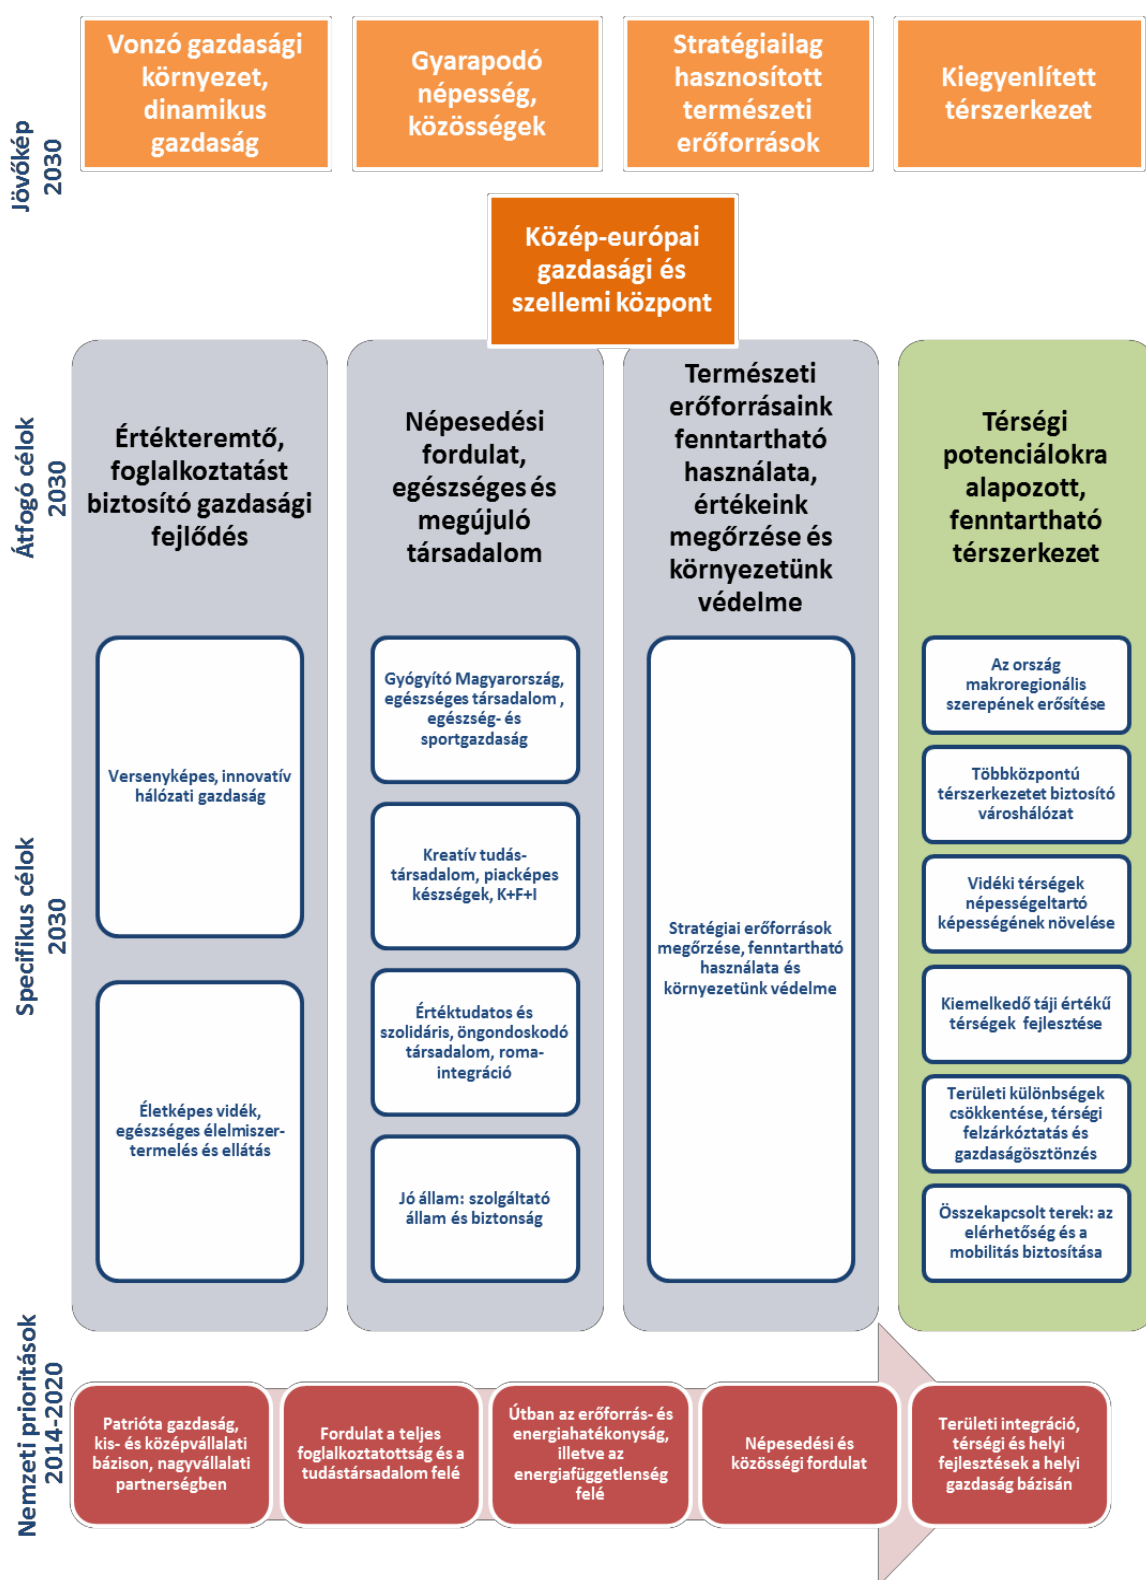 Jövőkép
2030
Vonzó gazdasági
környezet,
dinamikus
gazdaság
Gyarapodó
népesség,
közösségek
Stratégiailag
hasznosított
természeti
erőforrások
Kiegyenlített
térszerkezet
Közép-európai
gazdasági és
szellemi központ
Átfogó célok
2030
Értékteremtő,
foglalkoztatást
biztosító gazdasági
fejlődés
Népesedési
fordulat,
egészséges és
megújuló
társadalom
Természeti
erőforrásaink
fenntartható
használata,
értékeink
megőrzése és
környezetünk
védelme
Térségi
potenciálokra
alapozott,
fenntartható
térszerkezet
Specifikus célok
2030
Versenyképes, innovatív
hálózati gazdaság
Életképes vidék,
egészséges élelmiszer-
termelés és ellátás
Gyógyító Magyarország,
egészséges társadalom ,
egészség- és
sportgazdaság
Kreatív tudás-
társadalom, piacképes
készségek, K+F+I
Értéktudatos és
szolidáris, öngondoskodó
társadalom, roma-
integráció
Jó állam: szolgáltató
állam és biztonság
Stratégiai erőforrások
megőrzése, fenntartható
használata és
környezetünk védelme
Az ország
makroregionális
szerepének erősítése
Többközpontú
térszerkezetet biztosító
városhálózat
Vidéki térségek
népességeltartó
képességének növelése
Kiemelkedő táji értékű
térségek fejlesztése
Területi különbségek
csökkentése, térségi
felzárkóztatás és
gazdaságösztönzés
Összekapcsolt terek: az
elérhetőség és a
mobilitás biztosítása
Nemzeti prioritások
2014-2020
Patrióta gazdaság,
kis- és középvállalati
bázison, nagyvállalati
partnerségben
Fordulat a teljes
foglalkoztatottság és a
tudástársadalom felé
Útban az erőforrás- és
energiahatékonyság,
illetve az
energiafüggetlenség
felé
Népesedési és
közösségi fordulat
Területi integráció,
térségi és helyi
fejlesztések a helyi
gazdaság bázisán